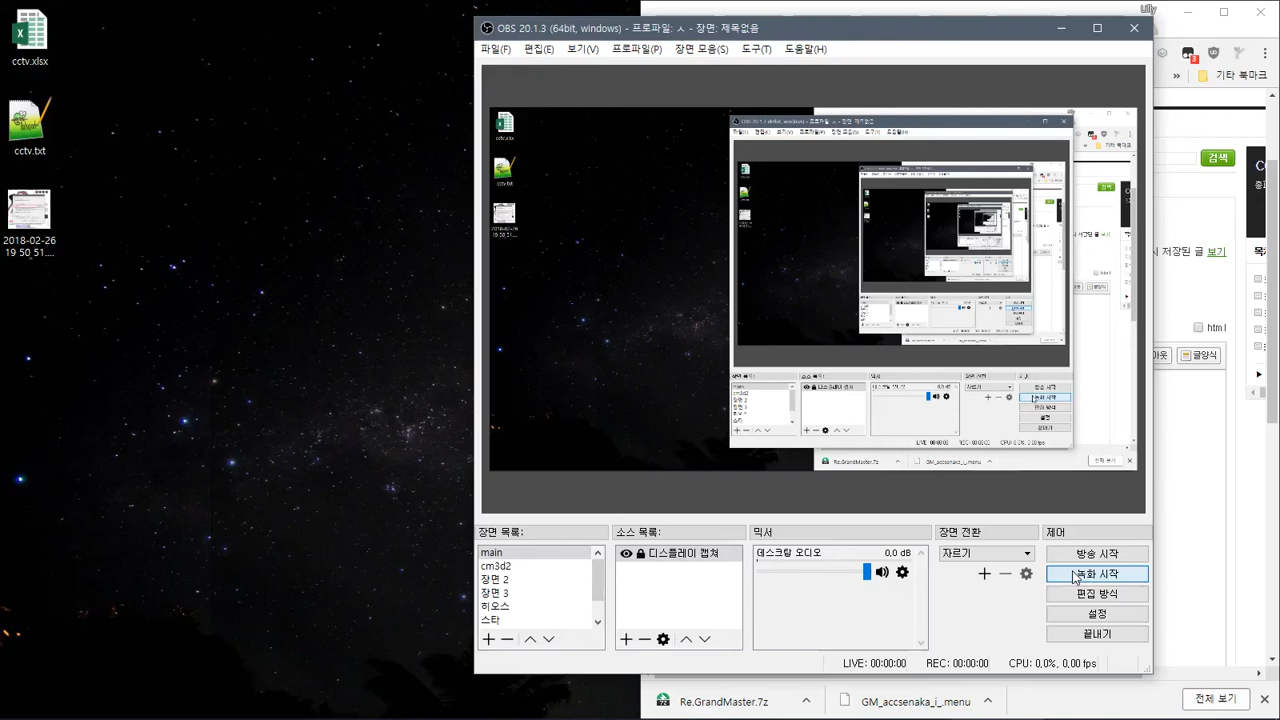 cctv.xlsx
cctv.txt
2018-02-26
19 50 51...
Lilly
OBS 20.1.3 (64bit, windows) - 프로파일: ㅅ - 장면: 제목없음
파일(F) 편집(E) 보기(V) 프로파일(P) 장면 모음(S) 도구(T) 도움말(H)
3
» 기타 북마크
검색
시 저장된 글 보기
html
아웃 글양식
장면 목록:
main
cm3d2
장면 2
장면 3
히오스
스타
소스 목록:
디스플레이 캡쳐
믹서
데스크탑 오디오 0.0 dB
장면 전환
자르기
제어
방송 시작
녹화 시작
편집 방식
설정
끝내기
LIVE: 00:00:00 REC: 00:00:00 CPU: 0.0%, 0.00 fps
Re.GrandMaster.7z
GM_accsenaka_i_menu
전체 보기